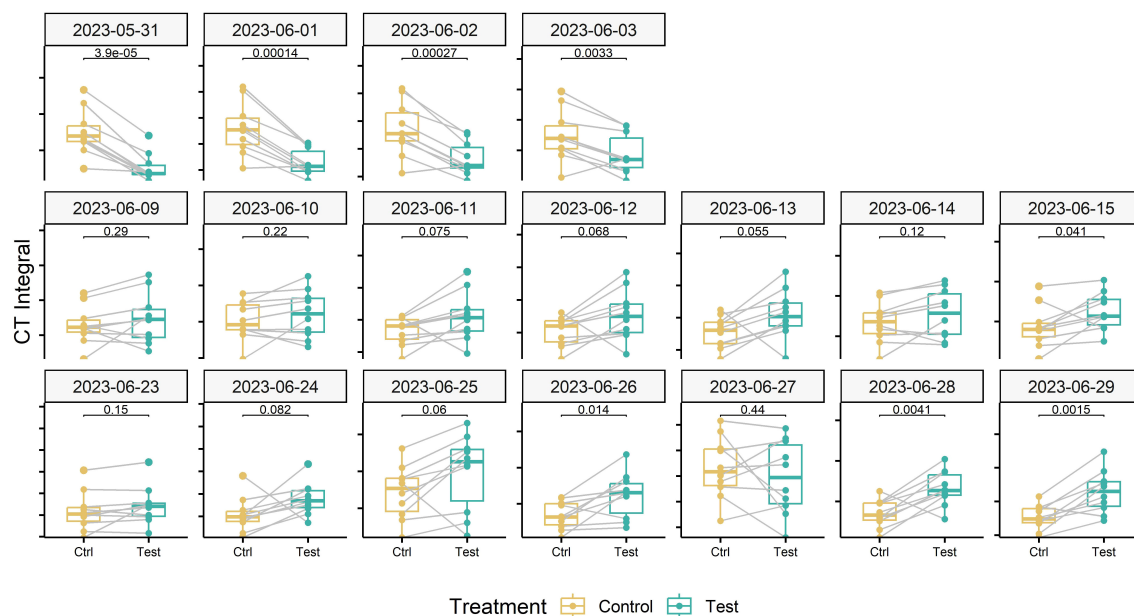 2023-05-31 2023-06-01 2023-06-02 2023-06-03
3.9e-05 0.00014 0.00027 0.0033
2023-06-09 2023-06-10 2023-06-11 2023-06-12 2023-06-13 2023-06-14 2023-06-15
0.29 0.22 0.075 0.068 0.055 0.12 0.041
CT Integral
2023-06-23 2023-06-24 2023-06-25 2023-06-26 2023-06-27 2023-06-28 2023-06-29
0.15 0.082 0.06 0.014 0.44 0.0041 0.0015
Ctrl Test Ctrl Test Ctrl Test Ctrl Test Ctrl Test Ctrl Test Ctrl Test
Treatment Control Test